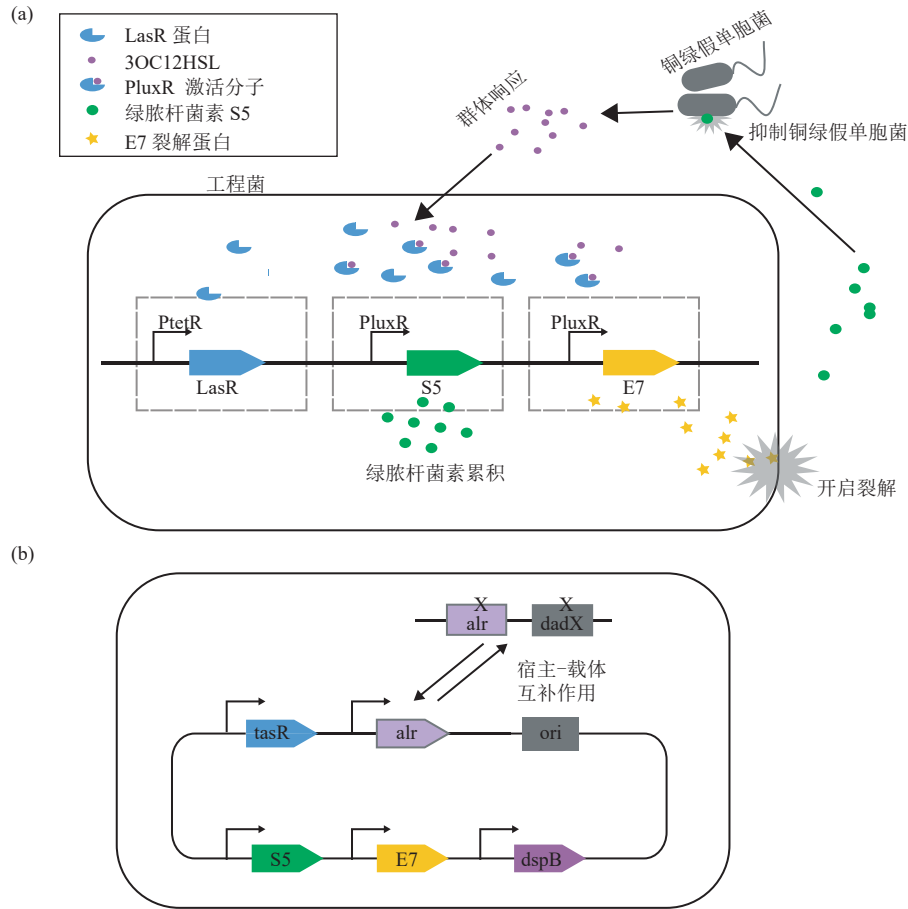 (a)
LasR 蛋白
3OC12HSL
PluxR 激活分子
绿脓杆菌素 S5
E7 裂解蛋白
铜绿假单胞菌
群体响应
抑制铜绿假单胞菌
工程菌
PtetR
PluxR
PluxR
LasR
S5
E7
绿脓杆菌素累积
开启裂解
(b)
X
X
alr
dadX
宿主-载体
互补作用
tasR
alr
ori
S5
E7
dspB